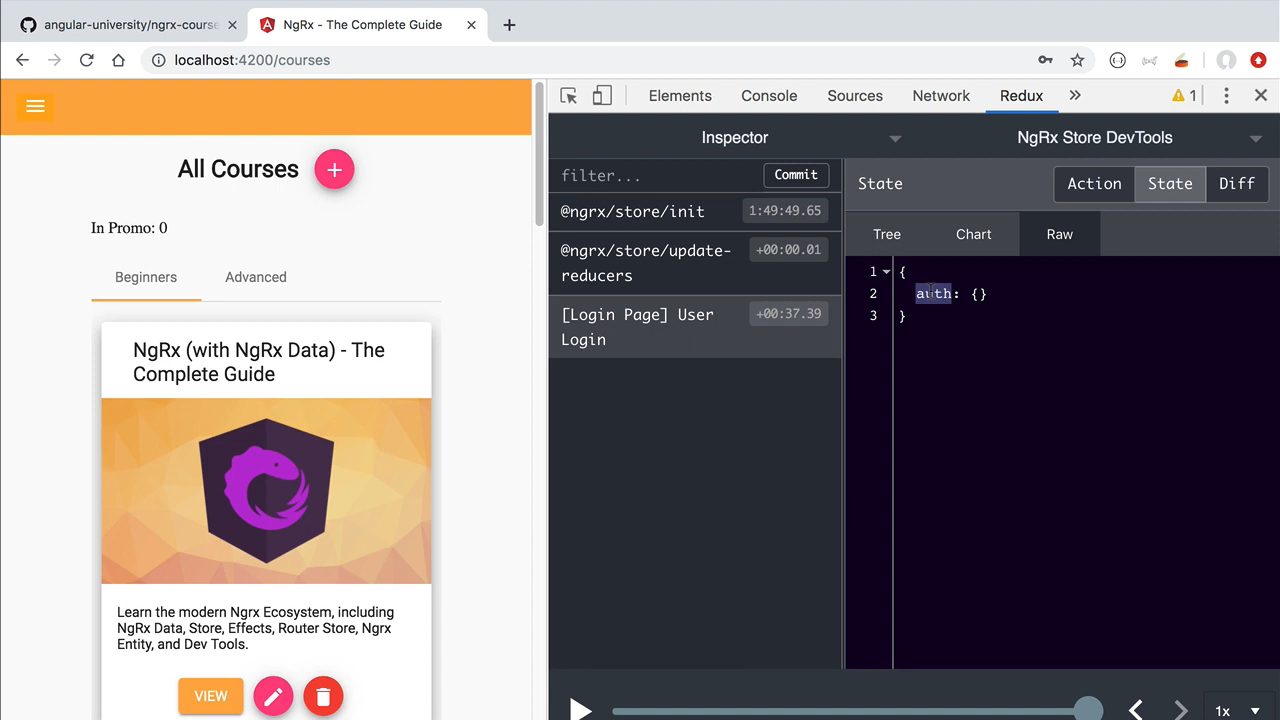 angular-university/ngrx-course
NgRx - The Complete Guide
localhost:4200/courses
All Courses
In Promo: 0
Beginners
Advanced
NgRx (with NgRx Data) - The
Complete Guide
Learn the modern Ngrx Ecosystem, including
NgRx Data, Store, Effects, Router Store, Ngrx
Entity, and Dev Tools.
VIEW
Elements
Console
Sources
Network
Redux
1
Inspector
NgRx Store DevTools
filter...
Commit
@ngrx/store/init
1:49:49.65
@ngrx/store/update-
reducers
+00:00.01
[Login Page] User
Login
+00:37.39
State
Action
State
Diff
Tree
Chart
Raw
1 {
2 auth: {}
3 }
1x